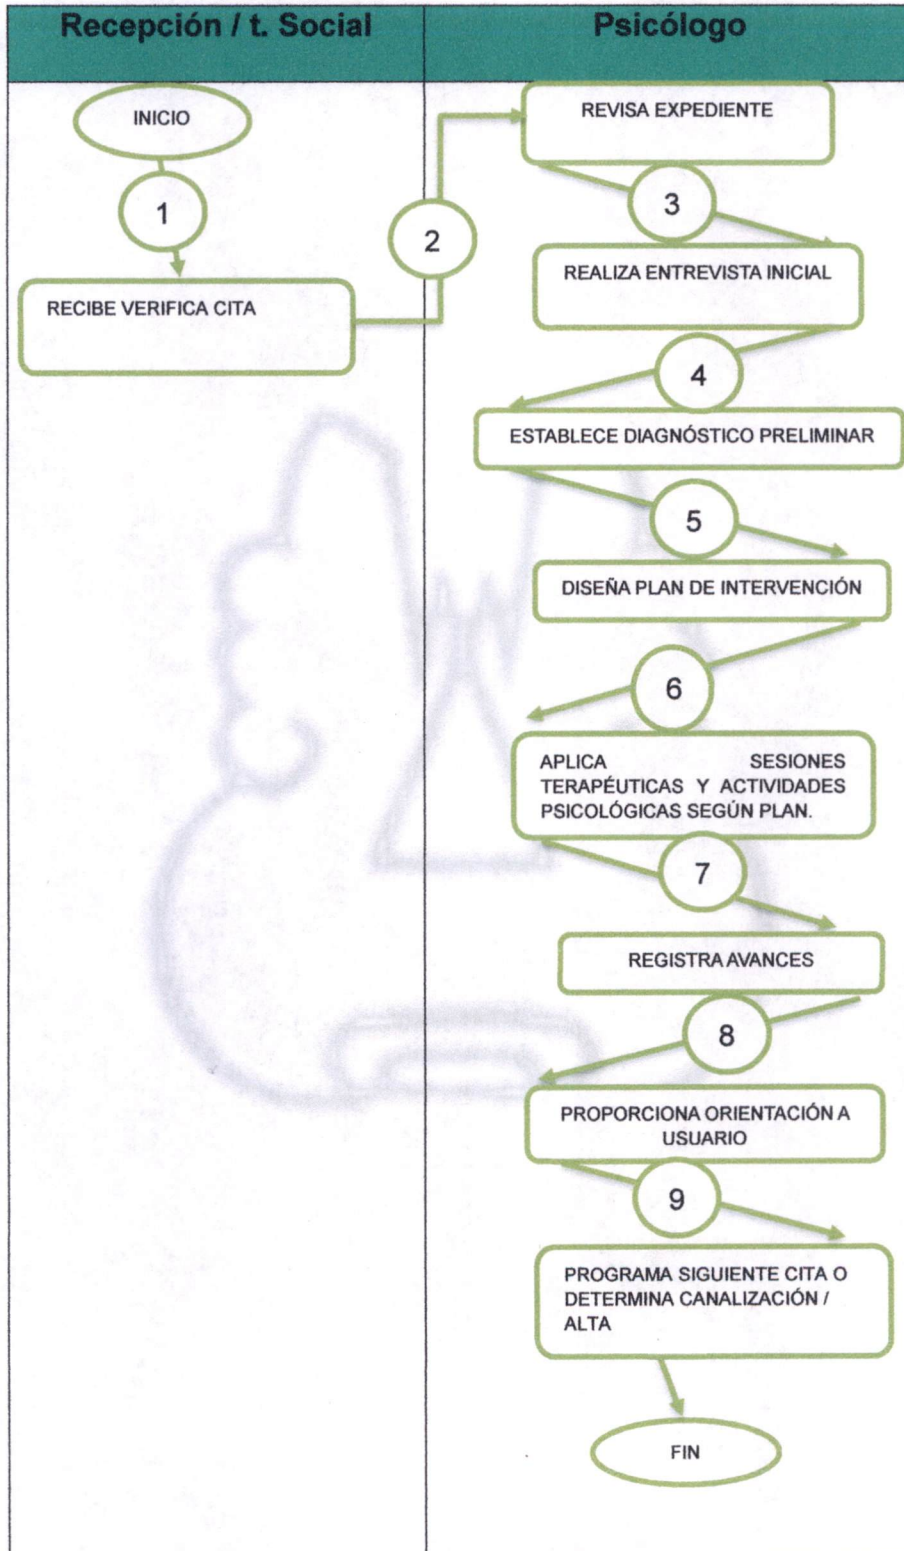 Recepción / t. Social
Psicólogo
INICIO
1
RECIBE VERIFICA CITA
2
REVISA EXPEDIENTE
3
REALIZA ENTREVISTA INICIAL
4
ESTABLECE DIAGNÓSTICO PRELIMINAR
5
DISEÑA PLAN DE INTERVENCIÓN
6
APLICA SESIONES
TERAPÉUTICAS Y ACTIVIDADES
PSICOLÓGICAS SEGÚN PLAN.
7
REGISTRA AVANCES
8
PROPORCIONA ORIENTACIÓN A
USUARIO
9
PROGRAMA SIGUIENTE CITA O
DETERMINA CANALIZACIÓN /
ALTA
FIN